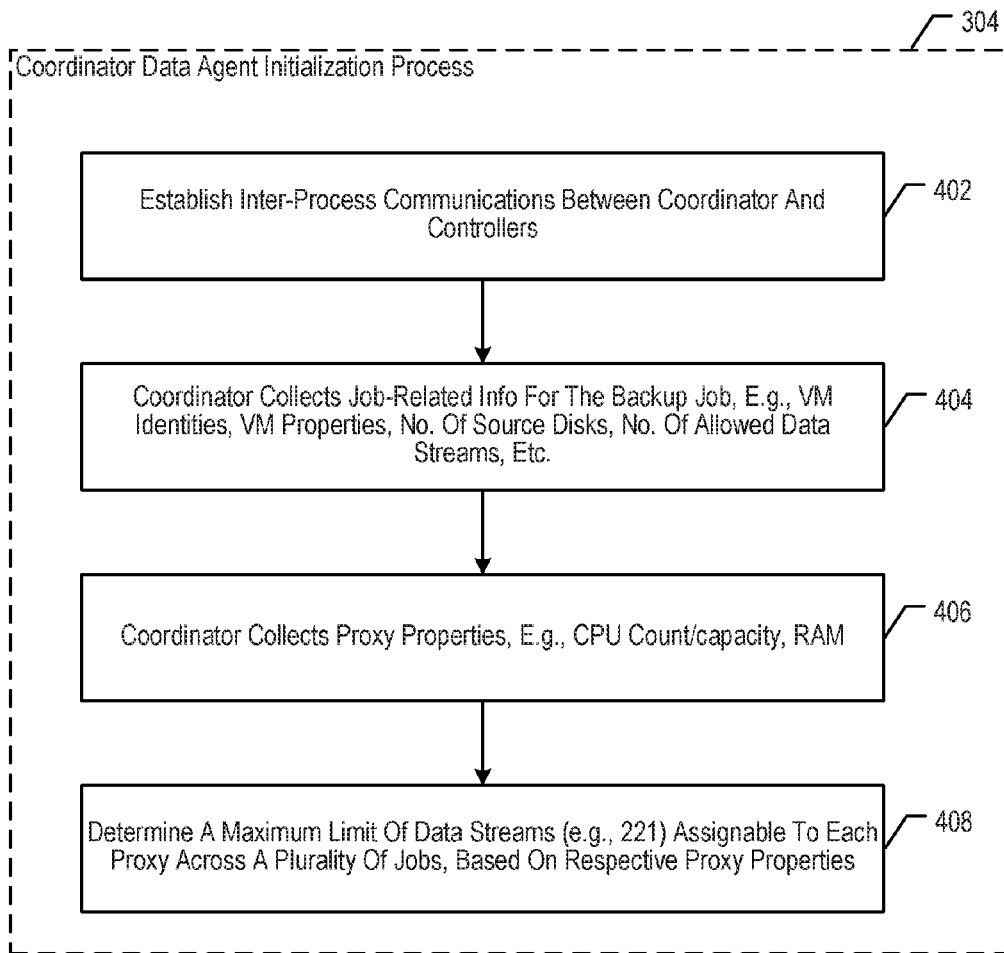 304
Coordinator Data Agent Initialization Process
Establish Inter-Process Communications Between Coordinator And
Controllers
402
Coordinator Collects Job-Related Info For The Backup Job, E.g., VM
Identities, VM Properties, No. Of Source Disks, No. Of Allowed Data
Streams, Etc.
404
Coordinator Collects Proxy Properties, E.g., CPU Count/capacity, RAM
406
Determine A Maximum Limit Of Data Streams (e.g., 221) Assignable To Each
Proxy Across A Plurality Of Jobs, Based On Respective Proxy Properties
408